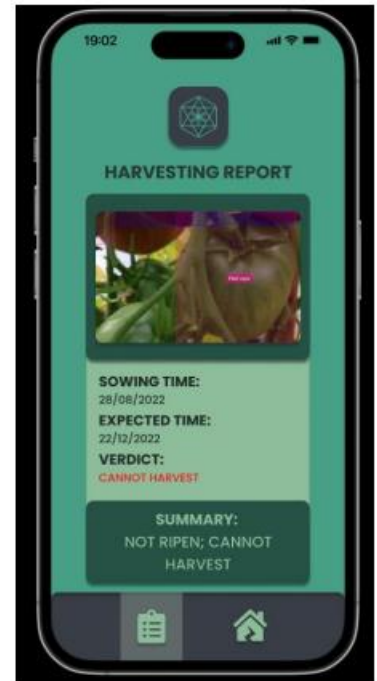 19:02
HARVESTING REPORT
SOWING TIME:
28/08/2022
EXPECTED TIME:
22/12/2022
VERDICT:
CANNOT HARVEST
SUMMARY:
NOT RIPEN; CANNOT
HARVEST